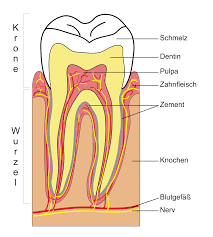 Krone
Wurzel
Schmelz
Dentin
Pulpa
Zahnfleisch
Zement
Knochen
Blutgefäß
Nerv